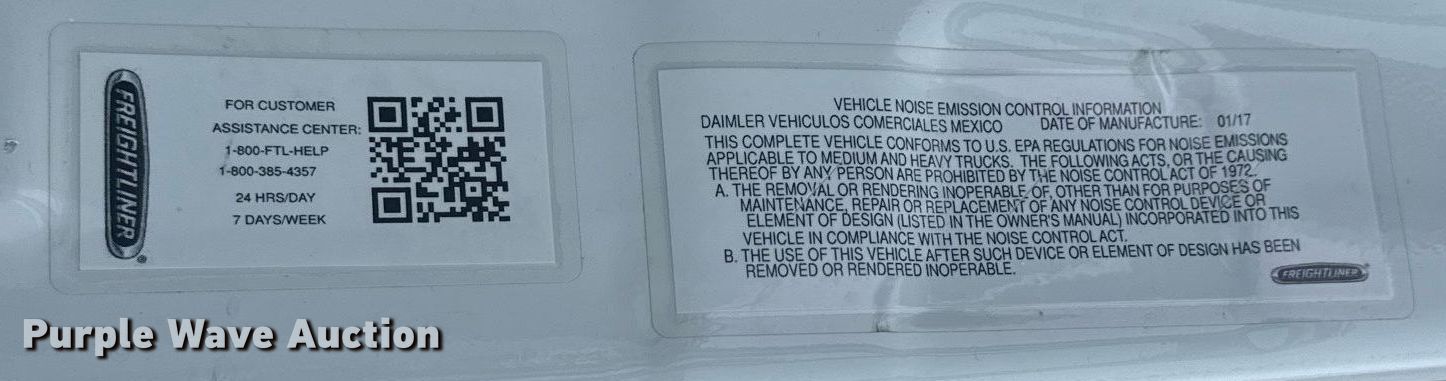 FREIGHTLINER
FOR CUSTOMER
ASSISTANCE CENTER:
1-800-FTL-HELP
1-800-385-4357
24 HRS/DAY
7 DAYS/WEEK
VEHICLE NOISE EMISSION CONTROL INFORMATION
DAIMLER VEHICULOS COMERCIALES MEXICO DATE OF MANUFACTURE: 01/17
THIS COMPLETE VEHICLE CONFORMS TO U.S. EPA REGULATIONS FOR NOISE EMISSIONS
APPLICABLE TO MEDIUM AND HEAVY TRUCKS. THE FOLLOWING ACTS, OR THE CAUSING
THEREOF BY ANY PERSON ARE PROHIBITED BY THE NOISE CONTROL ACT OF 1972.
A. THE REMOVAL OR RENDERING INOPERABLE OF, OTHER THAN FOR PURPOSES OF
MAINTENANCE, REPAIR OR REPLACEMENT OF ANY NOISE CONTROL DEVICE OR
ELEMENT OF DESIGN (LISTED IN THE OWNER'S MANUAL) INCORPORATED INTO THIS
VEHICLE IN COMPLIANCE WITH THE NOISE CONTROL ACT.
B. THE USE OF THIS VEHICLE AFTER SUCH DEVICE OR ELEMENT OF DESIGN HAS BEEN
REMOVED OR RENDERED INOPERABLE.
FREIGHTLINER
Purple Wave Auction